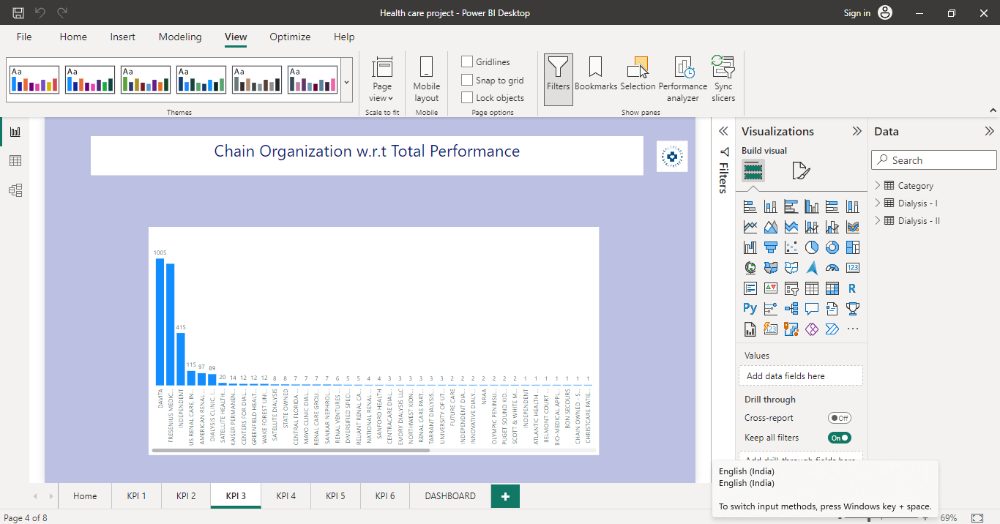 Health care project - Power BI Desktop
Sign in
File Home Insert Modeling View Optimize Help
Aa Aa Aa Aa Aa Aa
Themes
Page view
Scale to fit
Mobile layout
Mobile
Gridlines
Snap to grid
Lock objects
Page options
Filters
Bookmarks
Selection
Performance analyzer
Sync slicers
Show panes
Chain Organization w.r.t Total Performance
1005
415
115 97 89 20 14 12 12 12 8 8 7 7 7 7 6 5 5 4 4 3 3 3 3 3 2 2 2 2 2 2 2 1 1 1 1 1 1 1
DAVITA
FRESENIUS MEDIC...
INDEPENDENT
US RENAL CARE, IN...
AMERICAN RENAL ...
DIALYSIS CLINIC, I...
SATELLITE HEALTH...
KAISER PERMANEN...
CENTERS FOR DIAL...
GREENFIELD HEALT...
WAKE FOREST UNI...
SATELLITE DIALYSIS
STATE OWNED
CENTRAL FLORIDA ...
MAYO CLINIC DIAL...
RENAL CARE GROU...
SANKAR NEPHROL...
RENAL VENTURES ...
DIVERSIFIED SPECI...
RELIANT RENAL CA...
NATIONAL RENAL ...
SANFORD HEALTH
CENTRACARE DIAL...
EMORY DIALYSIS LLC
NORTHWEST KIDN...
RENAL CARE PART...
TARRANT DIALYSIS...
UNIVERSITY OF UT...
FUTURE CARE
INDEPENDENT DIA...
INNOVATIVE DIALY...
NRAA
OLYMPIC PENINSU...
PUGET SOUND KID...
SCOTT & WHITE M...
INDEPENDENT
ATLANTIC HEALTH ...
BELMONT COURT ...
BIO-MEDICAL APPL...
BON SECOURS
CHAIN OWNED - S...
CHRISTCARE PATIE...
Filters
Visualizations
Build visual
123
R
Py
123
Values
Add data fields here
Drill through
Cross-report
Off
Keep all filters
On
Add drill-through fields here
Data
Search
Category
Dialysis - I
Dialysis - II
English (India)
English (India)
To switch input methods, press Windows key + space.
Home KPI 1 KPI 2 KPI 3 KPI 4 KPI 5 KPI 6 DASHBOARD
Page 4 of 8
69%